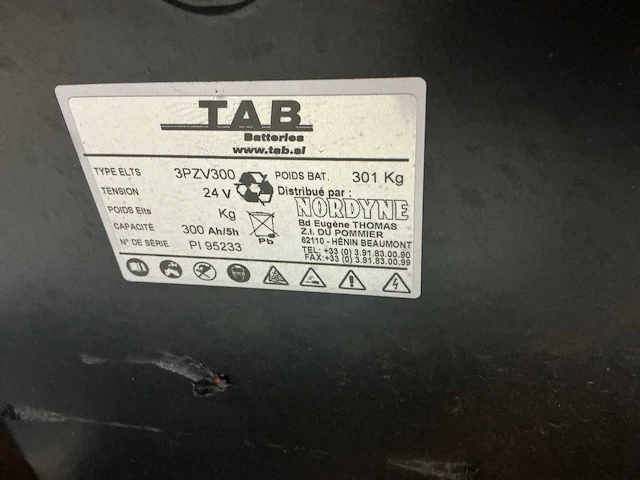 TAB
Batteries
www.tab.si
TYPE ELTS 3PZV300 POIDS BAT. 301 Kg
TENSION 24 V Distribué par :
POIDS Elts Kg NORDYNE
Bd Eugène THOMAS
CAPACITÉ 300 Ah/5h Z.I. DU POMMIER
62110 - HÉNIN BEAUMONT
N° DE SÉRIE PI 95233 Pb TEL: +33 (0) 3.91.83.00.90
FAX:+33 (0) 3.91.83.00.99